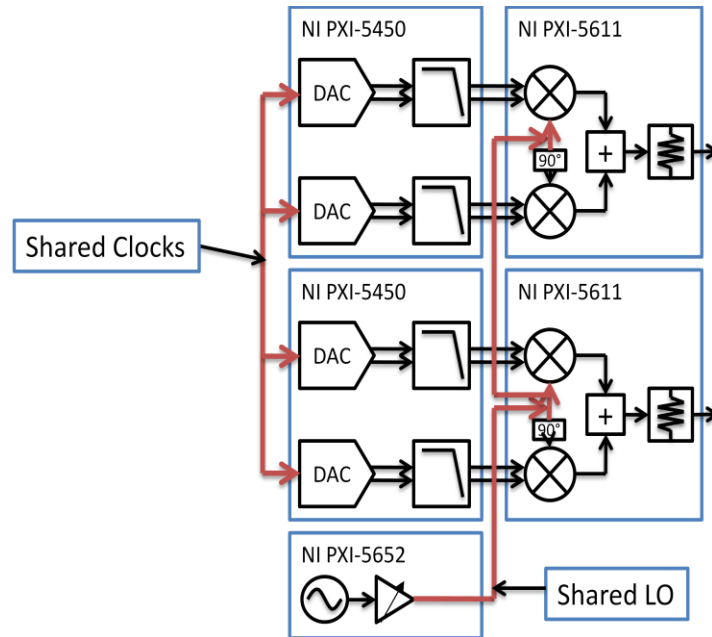 NI PXI-5450
NI PXI-5611
DAC
90°
+
DAC
Shared Clocks
NI PXI-5450
NI PXI-5611
DAC
+
90°
DAC
NI PXI-5652
Shared LO